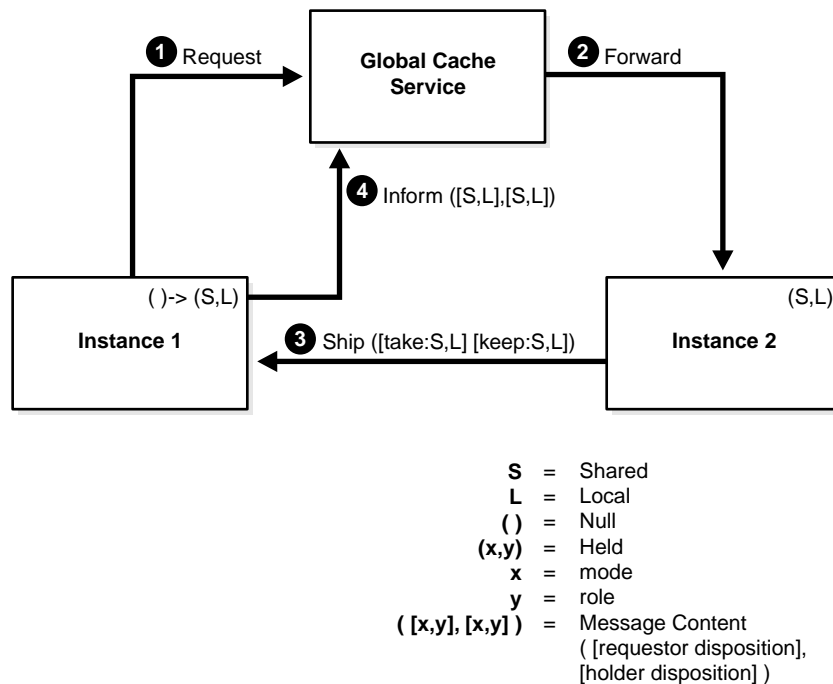 1 Request
Global Cache
Service
2 Forward
4 Inform ([S,L],[S,L])
( )-> (S,L)
Instance 1
3 Ship ([take:S,L] [keep:S,L])
(S,L)
Instance 2
S = Shared
L = Local
( ) = Null
(x,y) = Held
x = mode
y = role
( [x,y], [x,y] ) = Message Content
( [requestor disposition],
[holder disposition] )